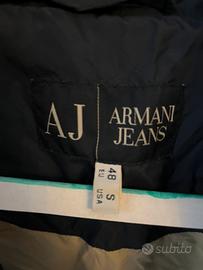 AJ
ARMANI
JEANS
48 S
EU USA
subito